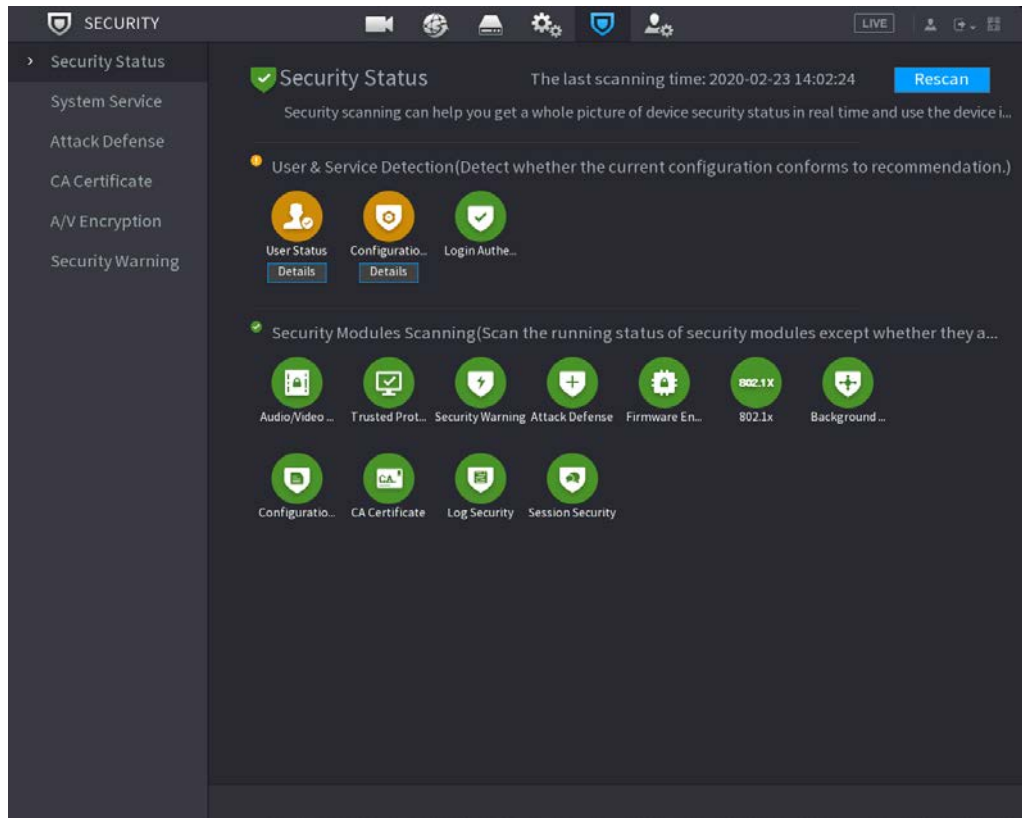 SECURITY
LIVE
Security Status
System Service
Attack Defense
CA Certificate
A/V Encryption
Security Warning
Security Status The last scanning time: 2020-02-23 14:02:24 Rescan
Security scanning can help you get a whole picture of device security status in real time and use the device i...
User & Service Detection(Detect whether the current configuration conforms to recommendation.)
User Status Configuratio... Login Authe...
Details Details
Security Modules Scanning(Scan the running status of security modules except whether they a...
802.1X
Audio/Video ... Trusted Prot... Security Warning Attack Defense Firmware En... 802.1x Background ...
CA.
Configuratio... CA Certificate Log Security Session Security